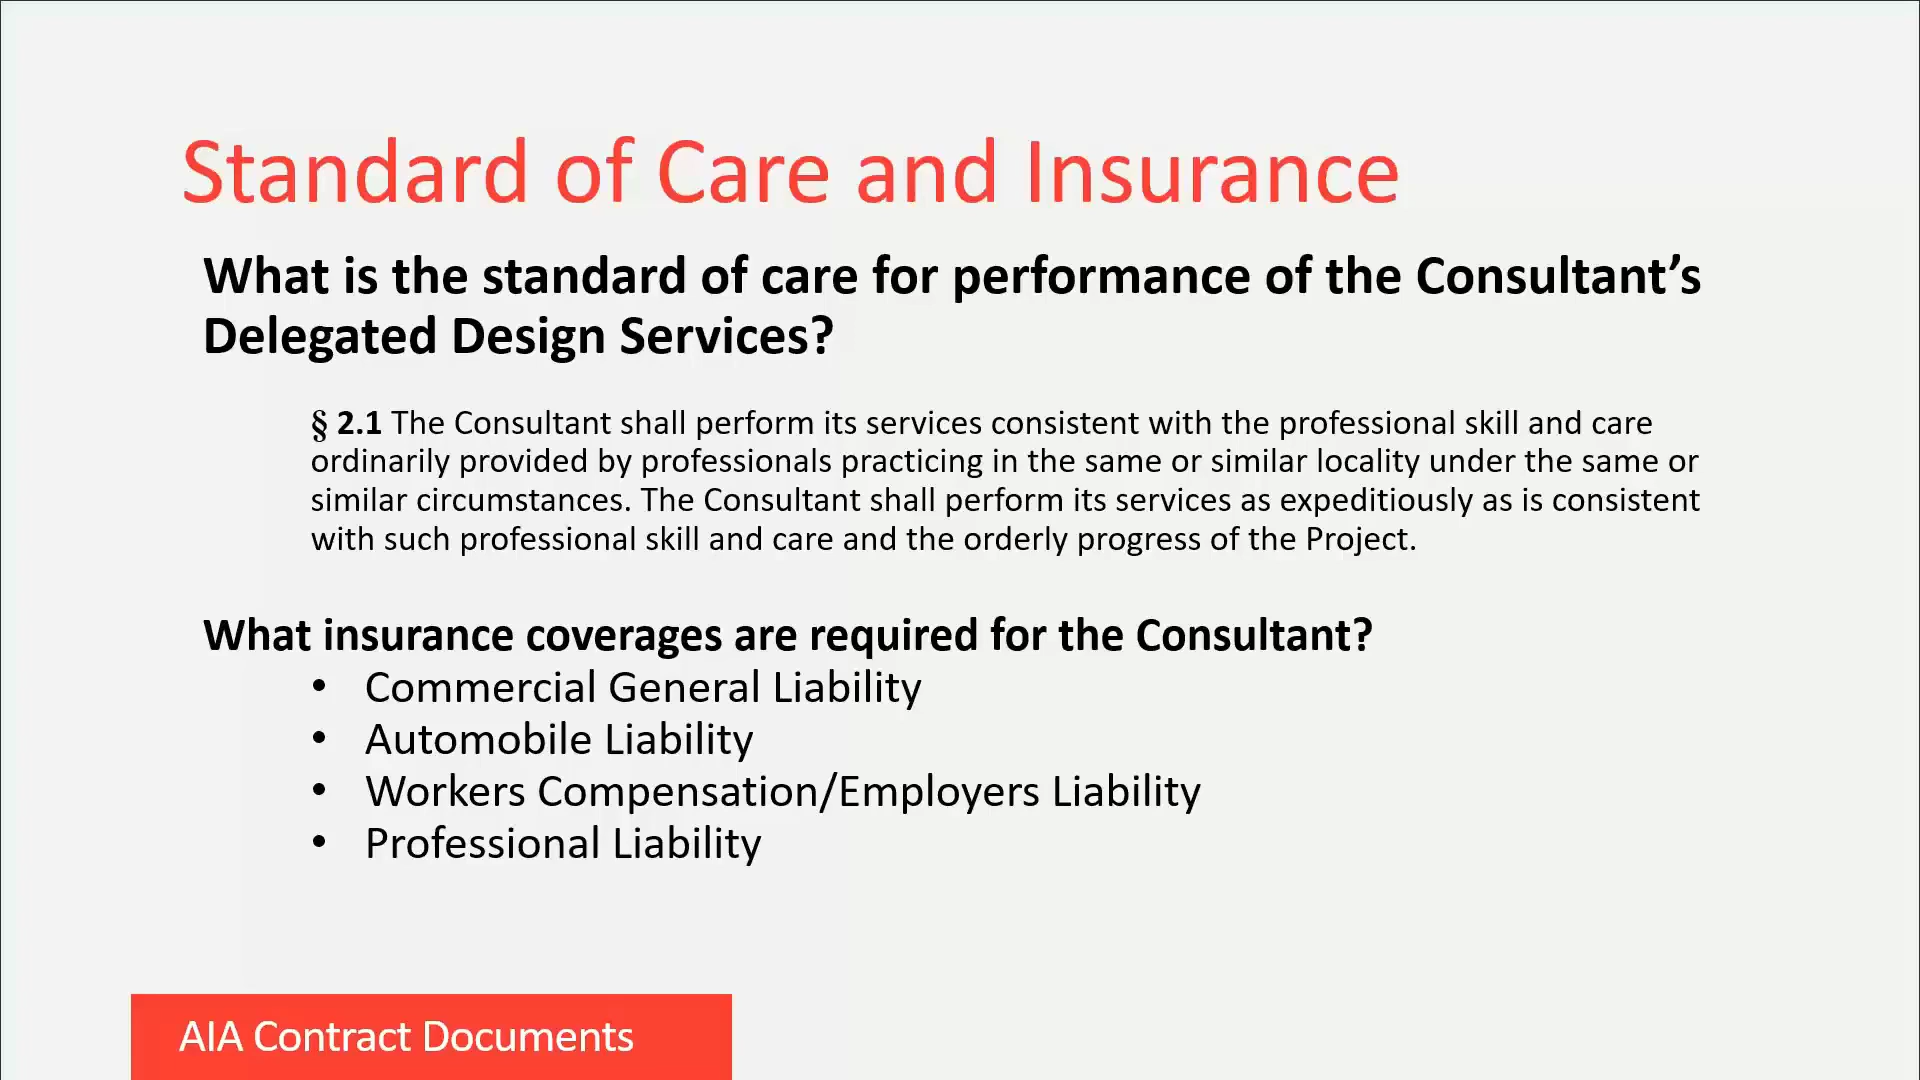 Standard of Care and Insurance
What is the standard of care for performance of the Consultant’s
Delegated Design Services?
§ 2.1 The Consultant shall perform its services consistent with the professional skill and care
ordinarily provided by professionals practicing in the same or similar locality under the same or
similar circumstances. The Consultant shall perform its services as expeditiously as is consistent
with such professional skill and care and the orderly progress of the Project.
What insurance coverages are required for the Consultant?
• Commercial General Liability
• Automobile Liability
• Workers Compensation/Employers Liability
• Professional Liability
AIA Contract Documents